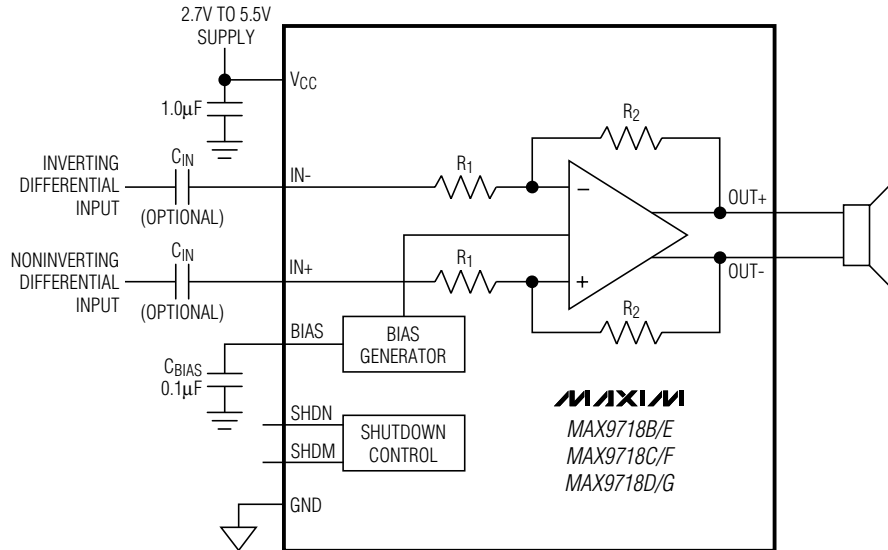 2.7V TO 5.5V
SUPPLY
VCC
1.0μF
R2
INVERTING
DIFFERENTIAL
INPUT
CIN
(OPTIONAL)
IN-
R1
−
OUT+
NONINVERTING
DIFFERENTIAL
INPUT
CIN
(OPTIONAL)
IN+
R1
+
OUT-
R2
BIAS
BIAS
GENERATOR
CBIAS
0.1μF
SHDN
SHDM
SHUTDOWN
CONTROL
GND
MAXIM
MAX9718B/E
MAX9718C/F
MAX9718D/G